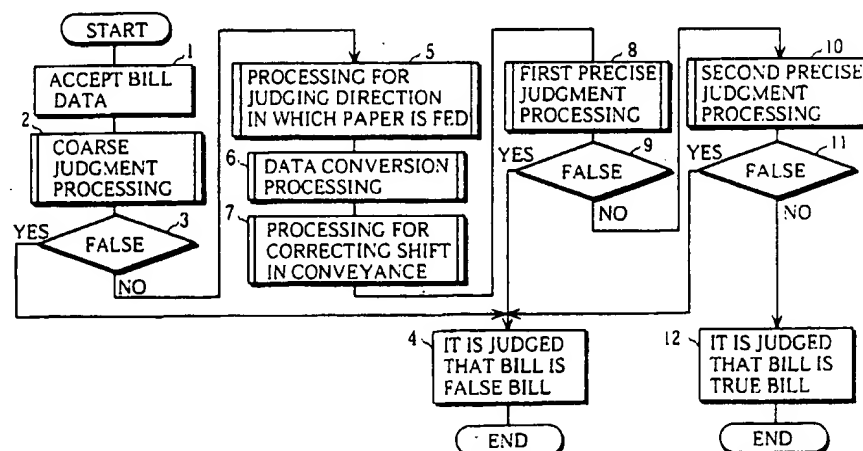 START
1
ACCEPT BILL
DATA
2
COARSE
JUDGMENT
PROCESSING
YES
3
FALSE
NO
5
PROCESSING FOR
JUDGING DIRECTION
IN WHICH PAPER IS FED
6
DATA CONVERSION
PROCESSING
7
PROCESSING FOR
CORRECTING SHIFT
IN CONVEYANCE
8
FIRST PRECISE
JUDGMENT
PROCESSING
YES
9
FALSE
NO
10
SECOND PRECISE
JUDGMENT
PROCESSING
YES
11
FALSE
NO
4
IT IS JUDGED
THAT BILL IS
FALSE BILL
END
12
IT IS JUDGED
THAT BILL IS
TRUE BILL
END